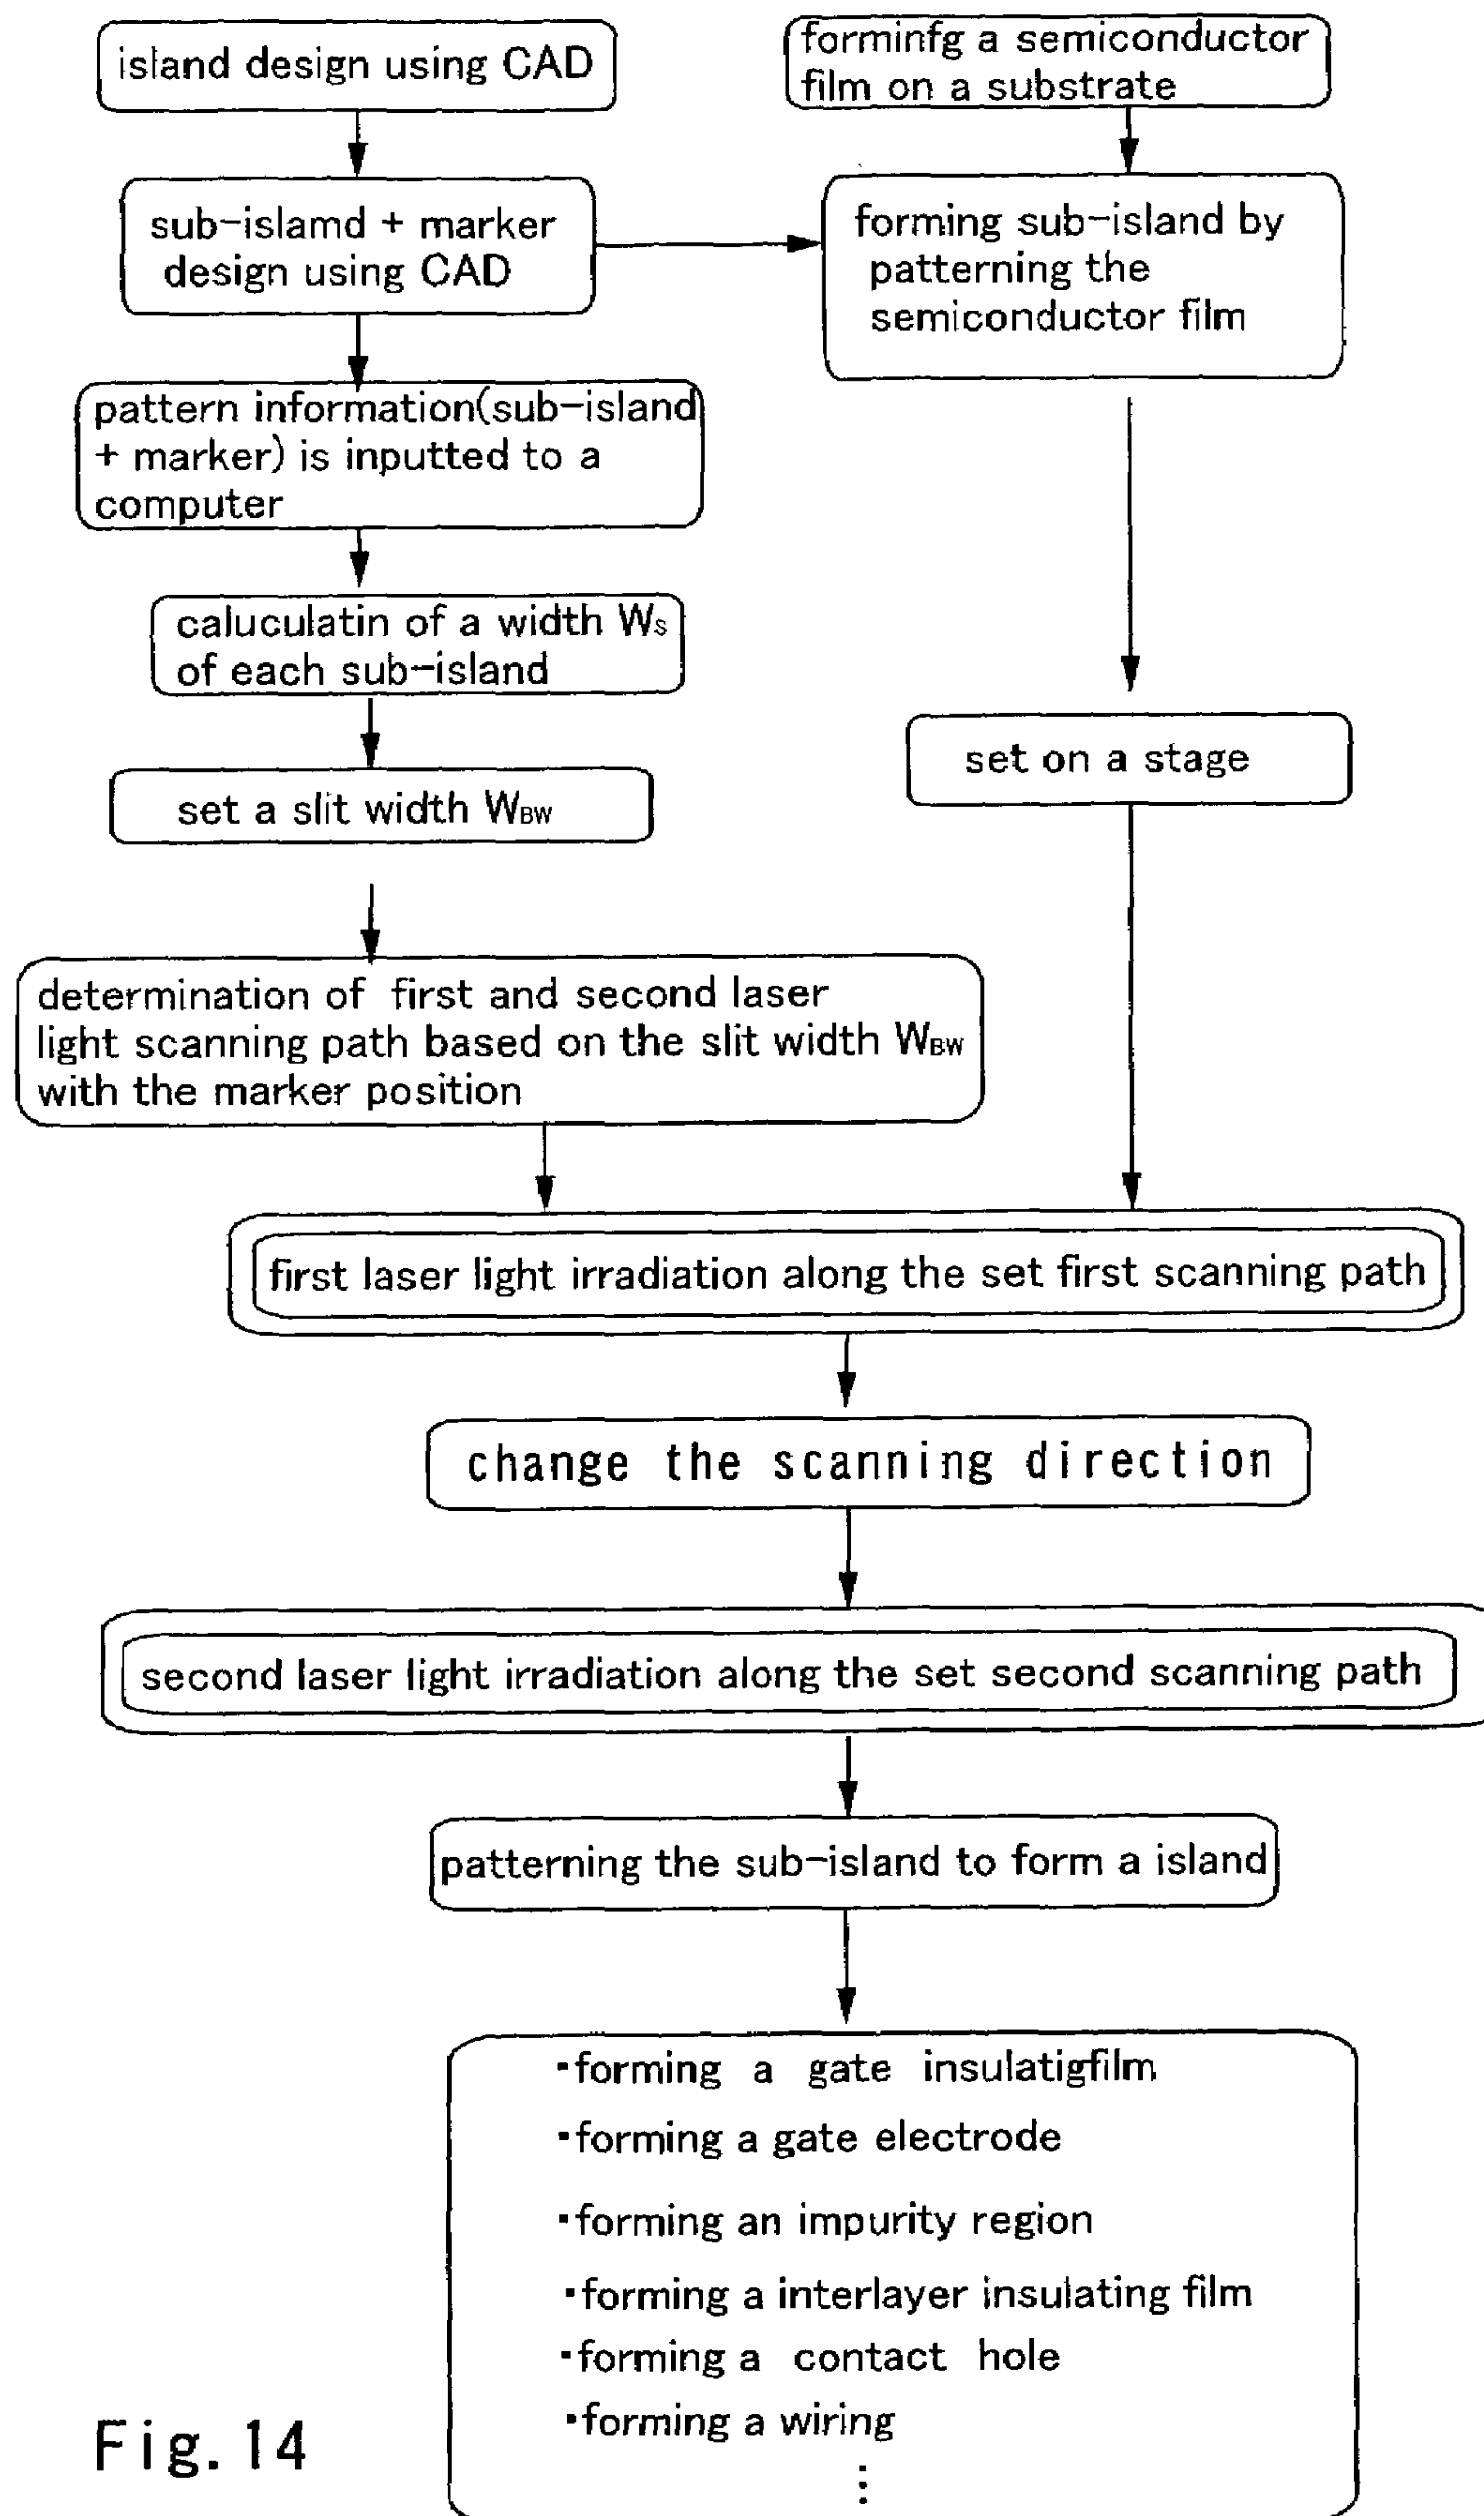 island design using CAD
forminfg a semiconductor
film on a substrate
sub-islamd + marker
design using CAD
forming sub-island by
patterning the
semiconductor film
pattern information(sub-island
+ marker) is inputted to a
computer
caluculatin of a width Ws
of each sub-island
set on a stage
set a slit width WBW
determination of first and second laser
light scanning path based on the slit width WBW
with the marker position
first laser light irradiation along the set first scanning path
change the scanning direction
second laser light irradiation along the set second scanning path
patterning the sub-island to form a island
・forming a gate insulatigfilm
・forming a gate electrode
・forming an impurity region
・forming a interlayer insulating film
・forming a contact hole
・forming a wiring
⋮
Fig. 14